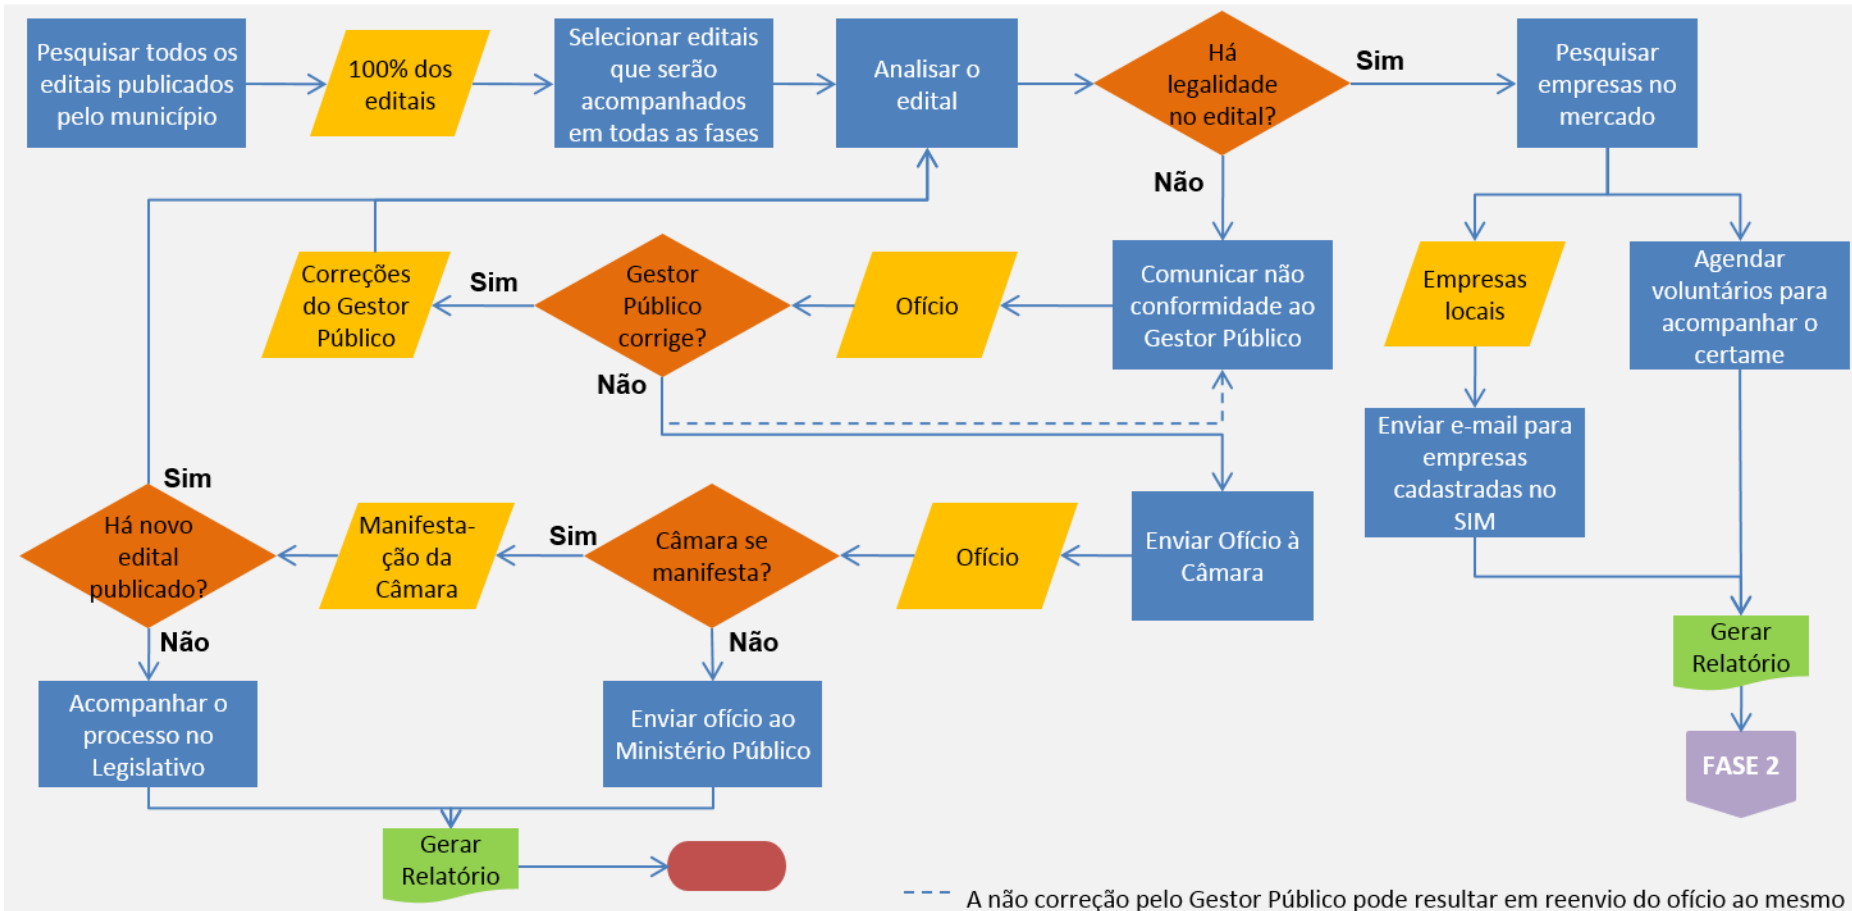 Pesquisar todos os
editais publicados
pelo município
100% dos
editais
Selecionar editais
que serão
acompanhados
em todas as fases
Analisar o
edital
Há
legalidade
no edital?
Sim
Pesquisar
empresas no
mercado
Não
Correções
do Gestor
Público
Sim
Gestor
Público
corrige?
Ofício
Comunicar não
conformidade ao
Gestor Público
Empresas
locais
Agendar
voluntários para
acompanhar o
certame
Não
Enviar e-mail para
empresas
cadastradas no
SIM
Sim
Há novo
edital
publicado?
Manifesta-
ção da
Câmara
Sim
Câmara se
manifesta?
Ofício
Enviar Ofício à
Câmara
Não
Não
Gerar
Relatório
Acompanhar o
processo no
Legislativo
Enviar ofício ao
Ministério Público
FASE 2
Gerar
Relatório
A não correção pelo Gestor Público pode resultar em reenvio do ofício ao mesmo